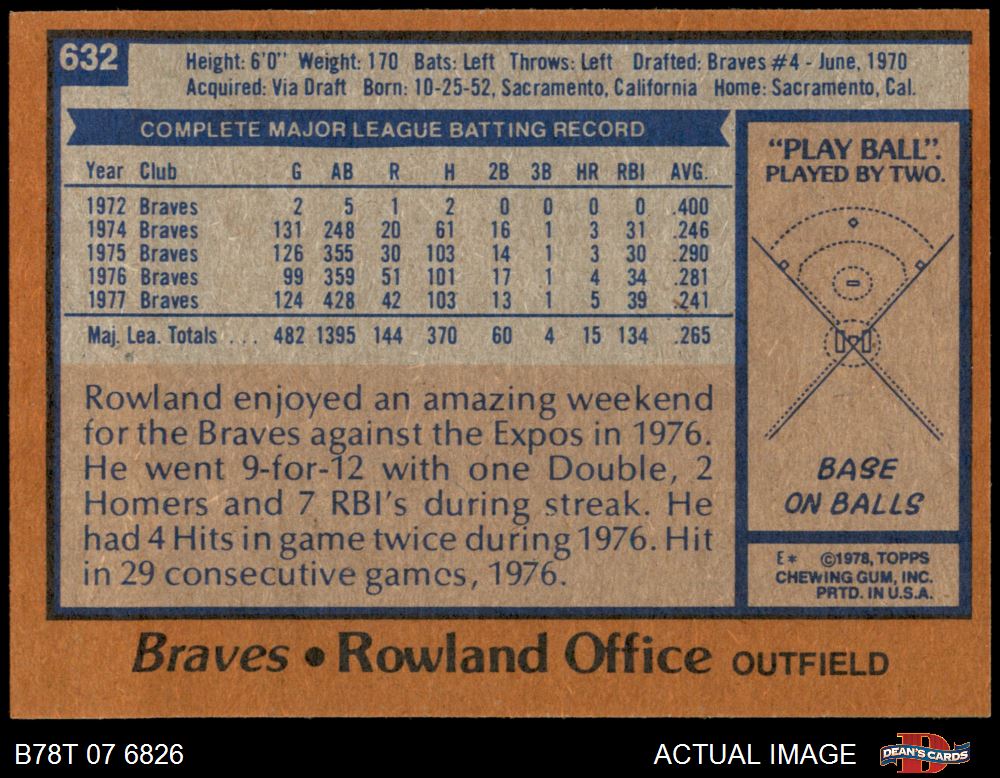 632
Height: 6'0" Weight: 170 Bats: Left Throws: Left Drafted: Braves #4 - June, 1970
Acquired: Via Draft Born: 10-25-52, Sacramento, California Home: Sacramento, Cal.
COMPLETE MAJOR LEAGUE BATTING RECORD
Year Club G AB R H 2B 3B HR RBI AVG.
1972 Braves 2 5 1 2 0 0 0 0 .400
1974 Braves 131 248 20 61 16 1 3 31 .246
1975 Braves 126 355 30 103 14 1 3 30 .290
1976 Braves 99 359 51 101 17 1 4 34 .281
1977 Braves 124 428 42 103 13 1 5 39 .241
Maj. Lea. Totals . . . 482 1395 144 370 60 4 15 134 .265
Rowland enjoyed an amazing weekend
for the Braves against the Expos in 1976.
He went 9-for-12 with one Double, 2
Homers and 7 RBI's during streak. He
had 4 Hits in game twice during 1976. Hit
in 29 consecutive games, 1976.
"PLAY BALL".
PLAYED BY TWO.
BASE
ON BALLS
E* ©1978, TOPPS
CHEWING GUM, INC.
PRTD. IN U.S.A.
Braves • Rowland Office OUTFIELD
B78T 07 6826
ACTUAL IMAGE
D
DEAN'S CARDS